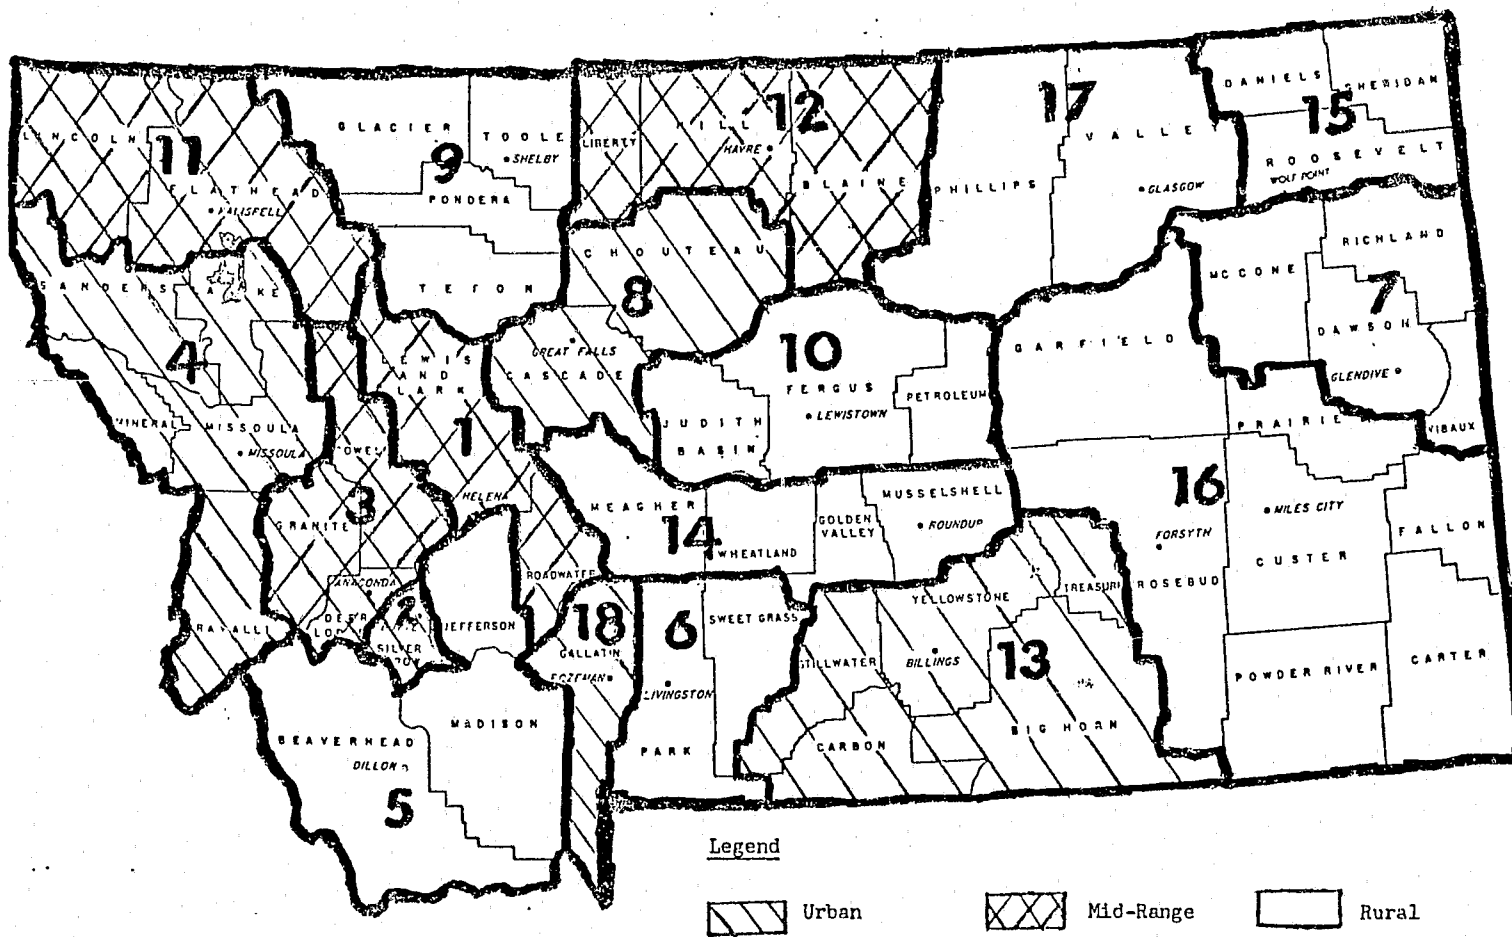 DANIELS
SHERIDAN
15
ROOSEVELT
WOLF POINT
17
VALLEY
PHILLIPS
GLASGOW
12
HILL
LIBERTY
HAVRE
BLAINE
GLACIER
TOOLE
SHELBY
9
PONDERA
TETON
LINCOLN
11
FLATHEAD
KALISPELL
SANDERS
LAKE
4
MINERAL
MISSOULA
MISSOULA
RAVALLI
CHOUTEAU
8
GREAT FALLS
CASCADE
LEWIS
AND
CLARK
1
HELENA
POWELL
3
GRANITE
ANACONDA
2
SILVER
JEFFERSON
10
FERGUS
LEWISTOWN
PETROLEUM
JUDITH
BASIN
GARFIELD
MCCONE
RICHLAND
7
DAWSON
GLENDIVE
WIBAUX
PRAIRIE
16
FORSYTH
ROSEBUD
MILES CITY
CUSTER
FALLON
POWDER RIVER
CARTER
MEAGHER
14
WHEATLAND
GOLDEN
VALLEY
MUSSELSHELL
ROUNDUP
BROADWATER
18
GALLATIN
BOZEMAN
6
SWEET GRASS
LIVINGSTON
PARK
YELLOWSTONE
TREASURE
STILLWATER
BILLINGS
13
CARBON
BIG HORN
MADISON
BEAVERHEAD
DILLON
5
Legend
Urban
Mid-Range
Rural